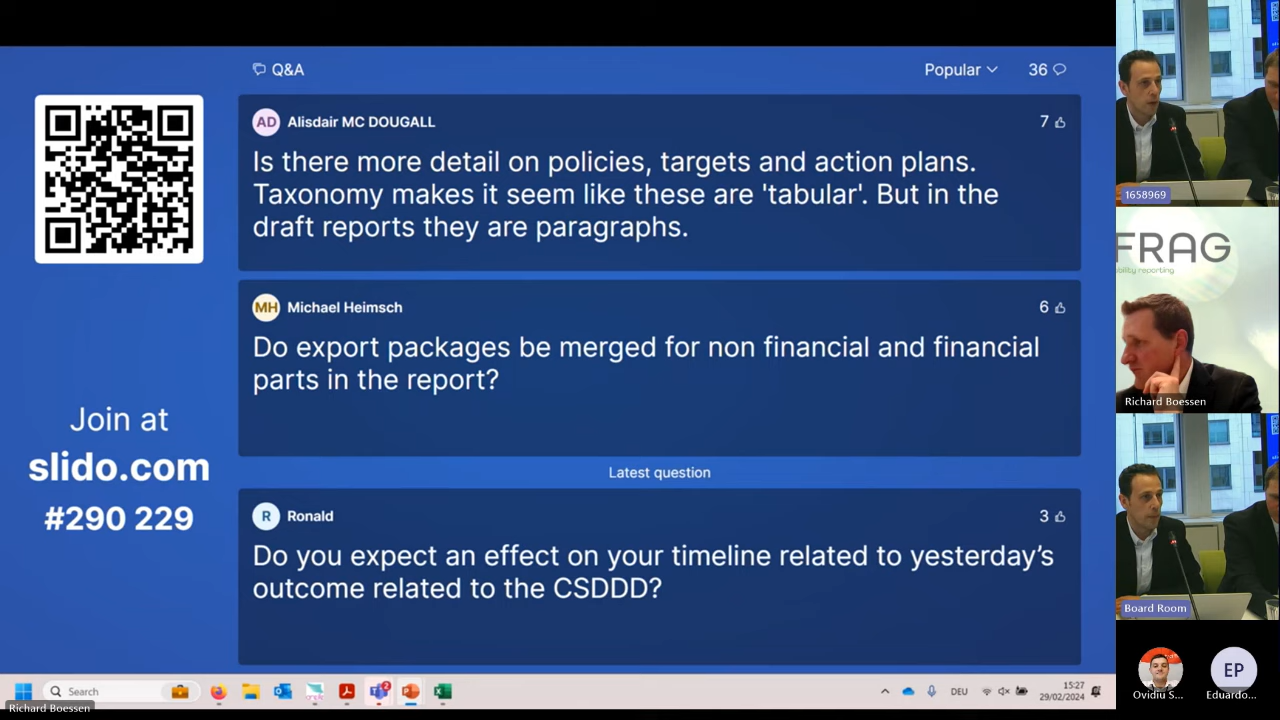 Q&A
Popular
36
AD
Alisdair MC DOUGALL
7
Is there more detail on policies, targets and action plans.
Taxonomy makes it seem like these are 'tabular'. But in the
draft reports they are paragraphs.
MH
Michael Heimsch
6
Do export packages be merged for non financial and financial
parts in the report?
Latest question
R
Ronald
3
Do you expect an effect on your timeline related to yesterday's
outcome related to the CSDDD?
Join at
slido.com
#290 229
Search
2
DEU
15:27
29/02/2024
Richard Boessen
1658969
FRAG
bility reporting
Richard Boessen
Board Room
EP
Ovidiu S...
Eduardo...